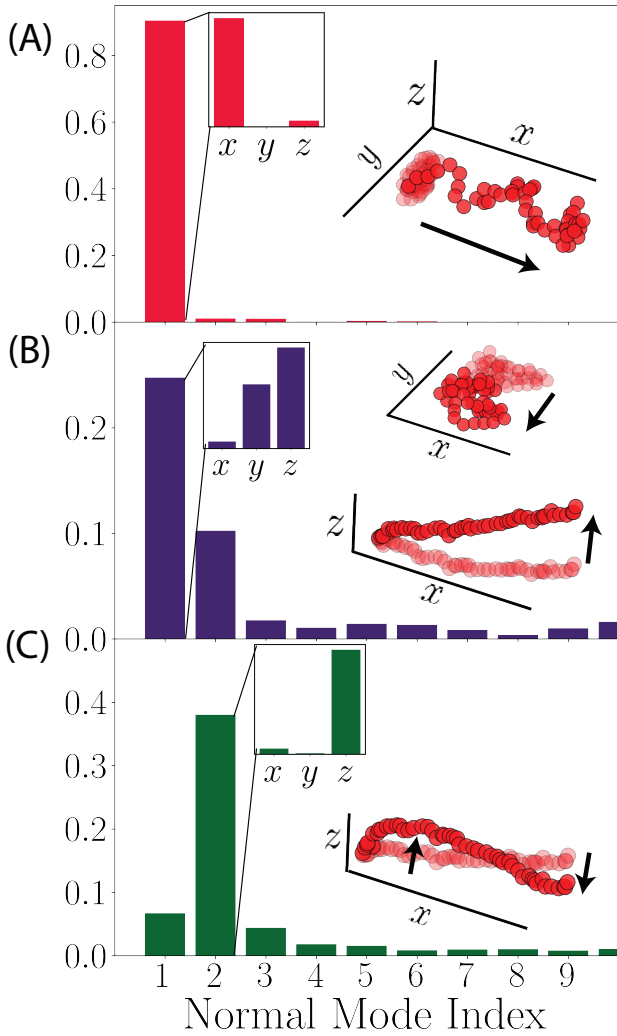 (A)
0.8
0.6
0.4
0.2
0.0
x y z
z
x
y
(B)
0.2
0.1
0.0
x y z
y
x
z
x
(C)
0.4
0.3
0.2
0.1
0.0
x y z
z
x
1 2 3 4 5 6 7 8 9
Normal Mode Index